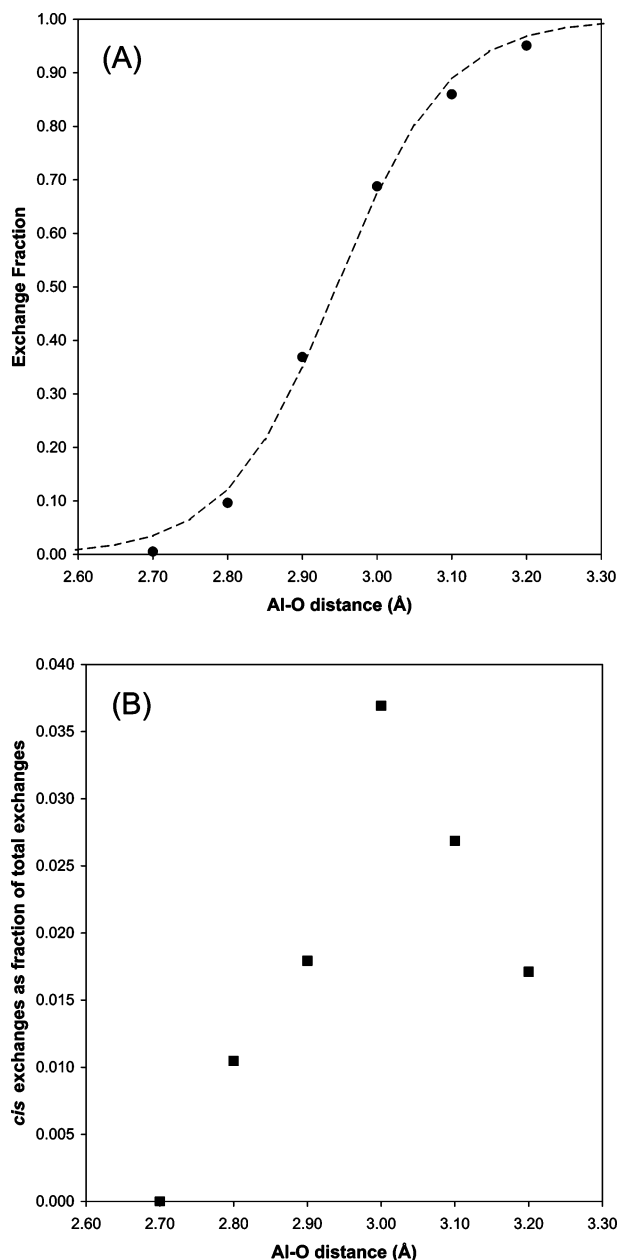 1.00
(A)
0.90
0.80
0.70
0.60
0.50
0.40
0.30
0.20
0.10
0.00
Exchange Fraction
2.60 2.70 2.80 2.90 3.00 3.10 3.20 3.30
Al-O distance (Å)
0.040
(B)
0.035
0.030
0.025
0.020
0.015
0.010
0.005
0.000
cis exchanges as fraction of total exchanges
2.60 2.70 2.80 2.90 3.00 3.10 3.20 3.30
Al-O distance (Å)